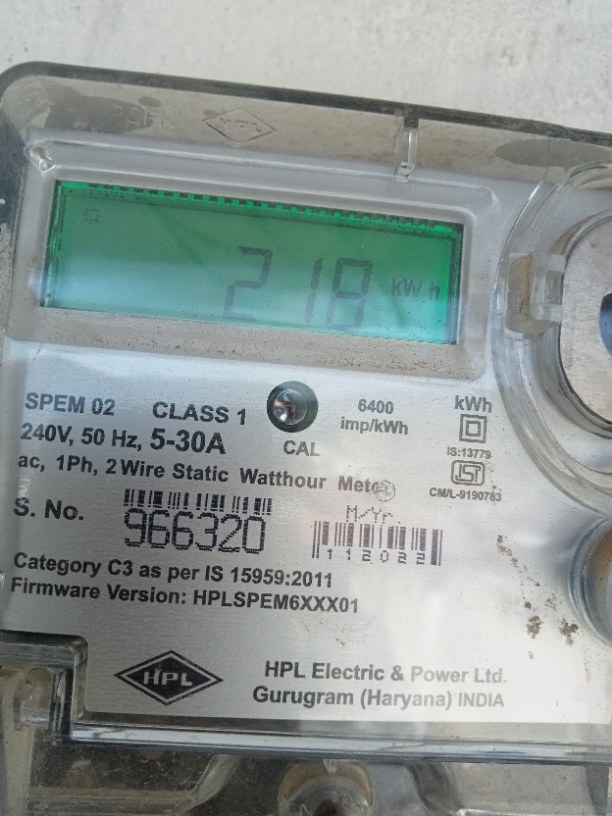 218 kWh
SPEM 02 CLASS 1
6400
imp/kWh
kWh
240V, 50 Hz, 5-30A
CAL
IS:13779
ac, 1Ph, 2 Wire Static Watthour Meter
CM/L-9190783
S. No. 966320
M/Yr.
112022
Category C3 as per IS 15959:2011
Firmware Version: HPLSPEM6XXX01
HPL
HPL Electric & Power Ltd.
Gurugram (Haryana) INDIA